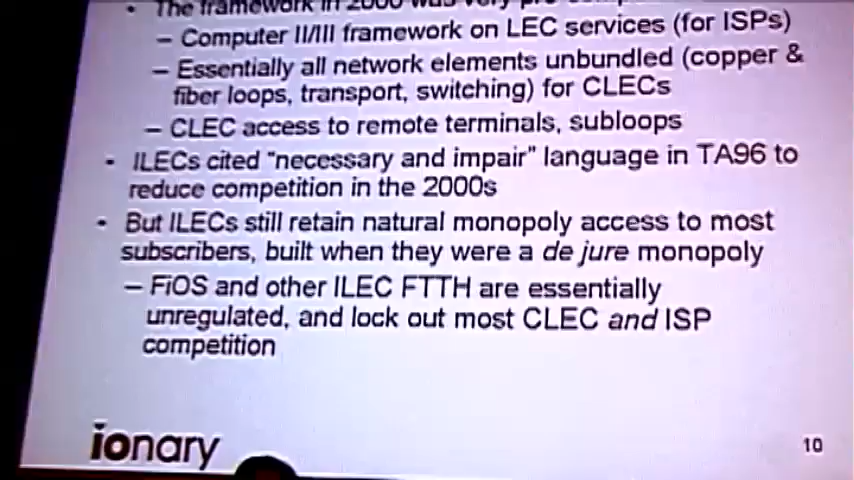 • The framework in 2000 was very
– Computer II/III framework on LEC services (for ISPs)
– Essentially all network elements unbundled (copper &
fiber loops, transport, switching) for CLECs
– CLEC access to remote terminals, subloops
• ILECs cited "necessary and impair" language in TA96 to
reduce competition in the 2000s
• But ILECs still retain natural monopoly access to most
subscribers, built when they were a de jure monopoly
– FiOS and other ILEC FTTH are essentially
unregulated, and lock out most CLEC and ISP
competition
ionary
10